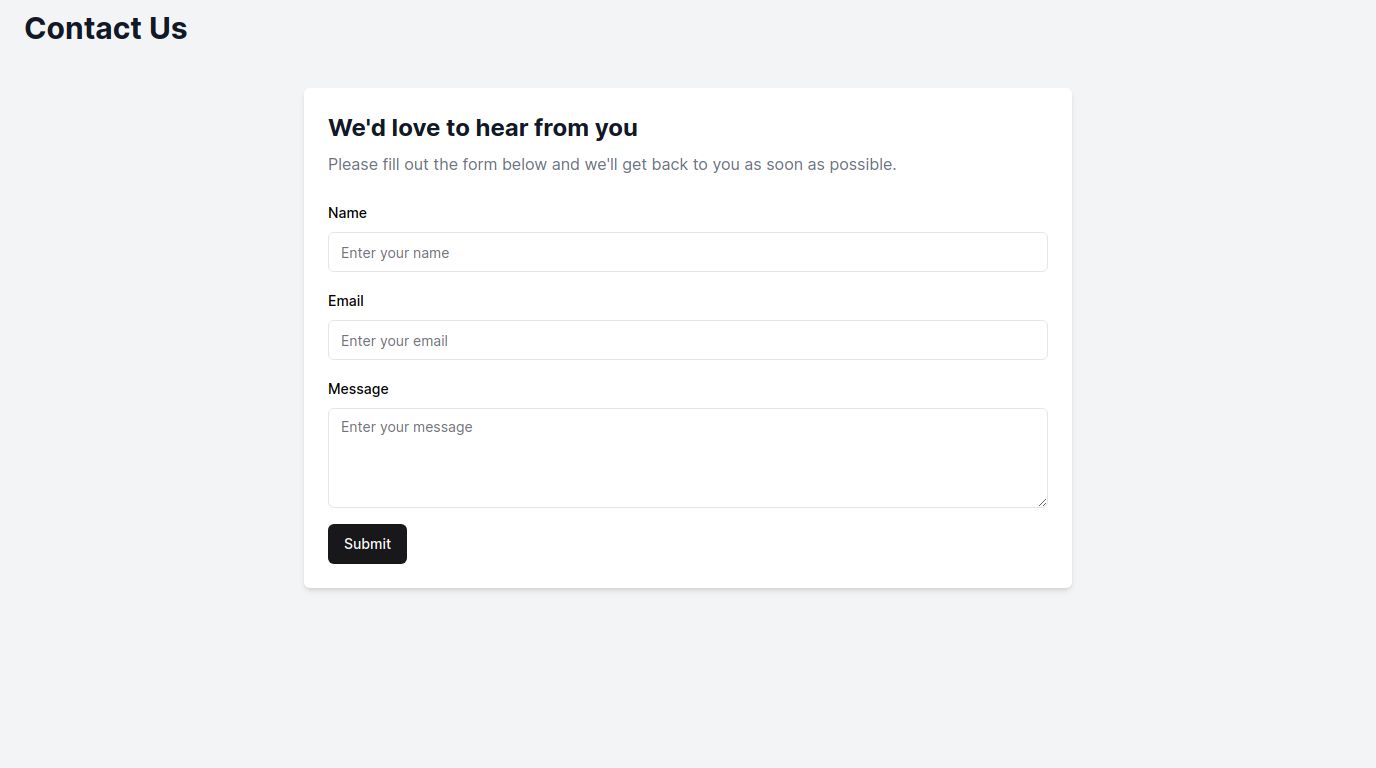 Contact Us
We'd love to hear from you
Please fill out the form below and we'll get back to you as soon as possible.
Name
Enter your name
Email
Enter your email
Message
Enter your message
Submit